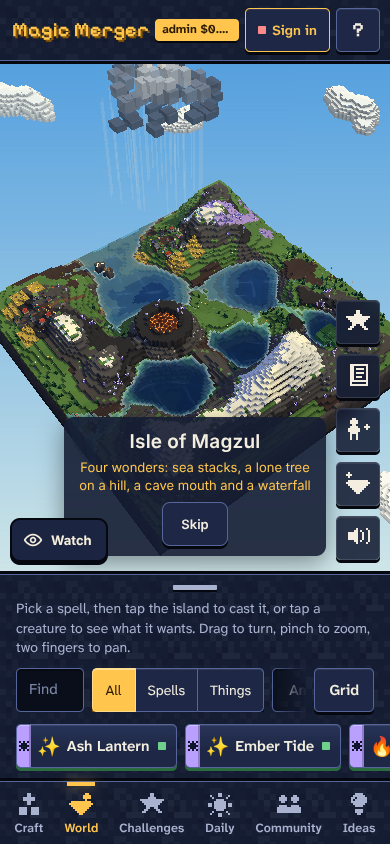 Magic Merger
admin $0....
Sign in
?
Isle of Magzul
Four wonders: sea stacks, a lone tree
on a hill, a cave mouth and a waterfall
Skip
Watch
Pick a spell, then tap the island to cast it, or tap a
creature to see what it wants. Drag to turn, pinch to zoom,
two fingers to pan.
Find
All
Spells
Things
Grid
Ash Lantern
Ember Tide
Craft
World
Challenges
Daily
Community
Ideas